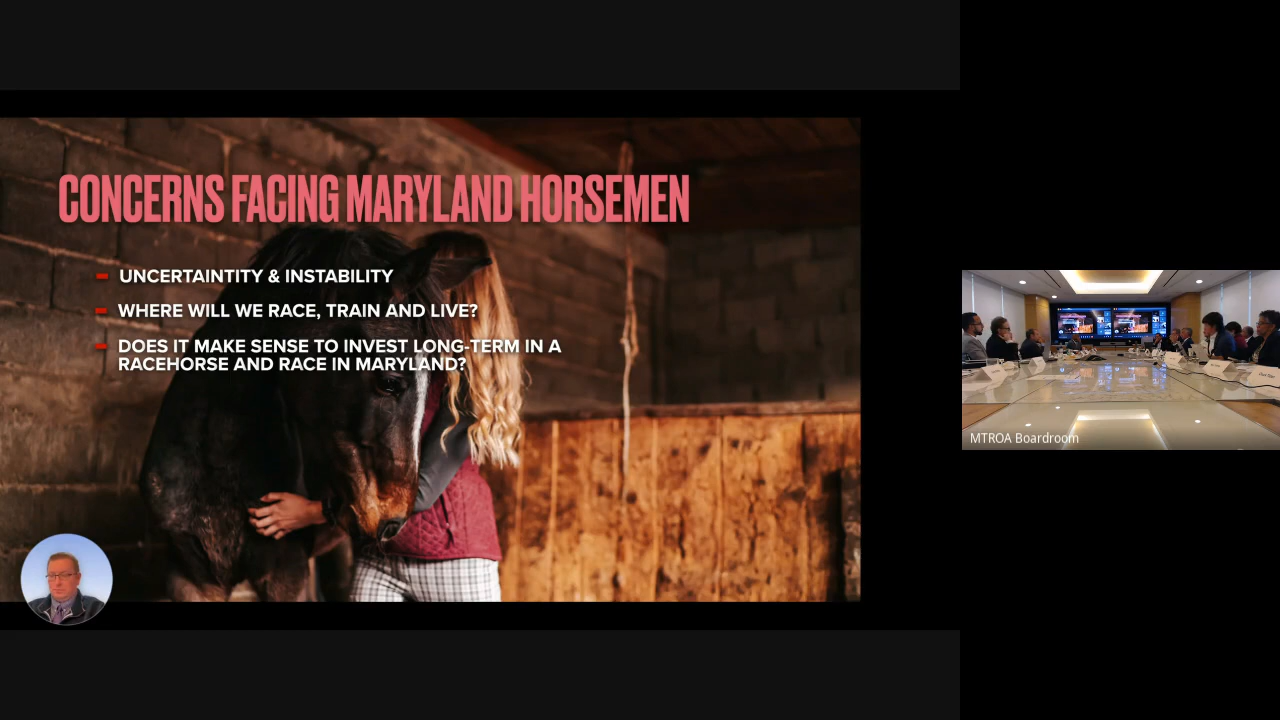 CONCERNS FACING MARYLAND HORSEMEN
UNCERTAINTITY & INSTABILITY
WHERE WILL WE RACE, TRAIN AND LIVE?
DOES IT MAKE SENSE TO INVEST LONG-TERM IN A
RACEHORSE AND RACE IN MARYLAND?
MTROA Boardroom